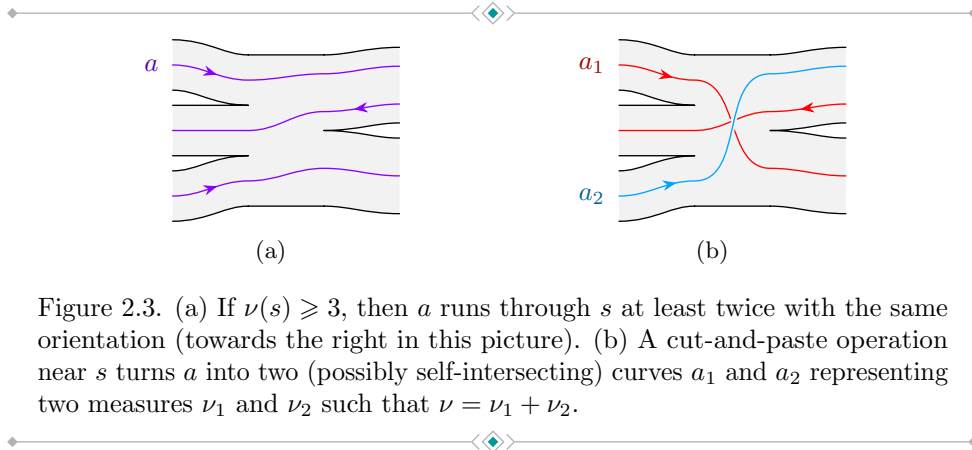 a
a₁
a₂
(a)
(b)
Figure 2.3. (a) If ν(s) ⩾ 3, then a runs through s at least twice with the same
orientation (towards the right in this picture). (b) A cut-and-paste operation
near s turns a into two (possibly self-intersecting) curves a₁ and a₂ representing
two measures ν₁ and ν₂ such that ν = ν₁ + ν₂.